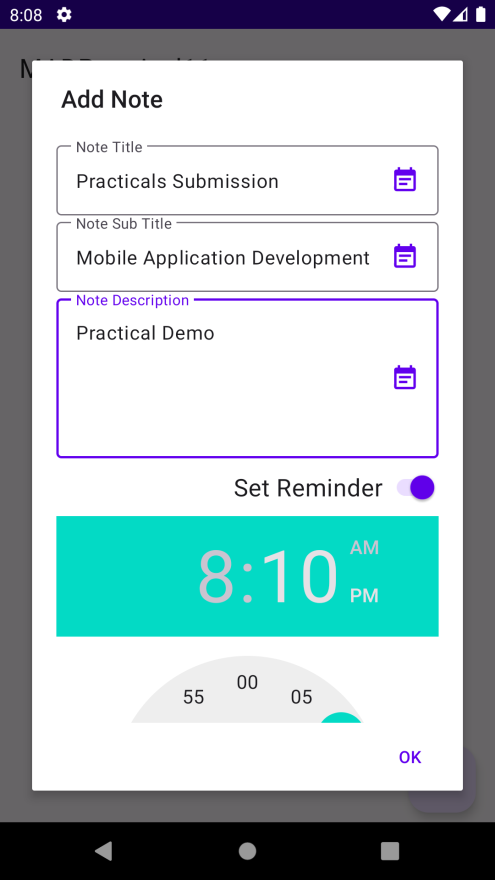 8:08
Add Note
Note Title
Practicals Submission
Note Sub Title
Mobile Application Development
Note Description
Practical Demo
Set Reminder
8:10
AM
PM
55
00
05
OK